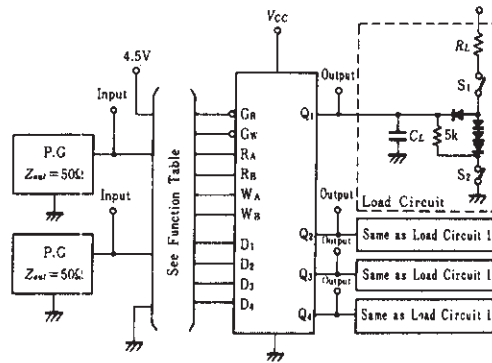 4.5V
Input
P.G
Zout = 50Ω
Input
P.G
Zout = 50Ω
See Function Table
VCC
GR
GW
RA
RB
WA
WB
D1
D2
D3
D4
Q1
Q2
Q3
Q4
Output
Output
Output
Output
RL
S1
CL
5k
S2
Load Circuit
Same as Load Circuit 1.
Same as Load Circuit 1.
Same as Load Circuit 1.